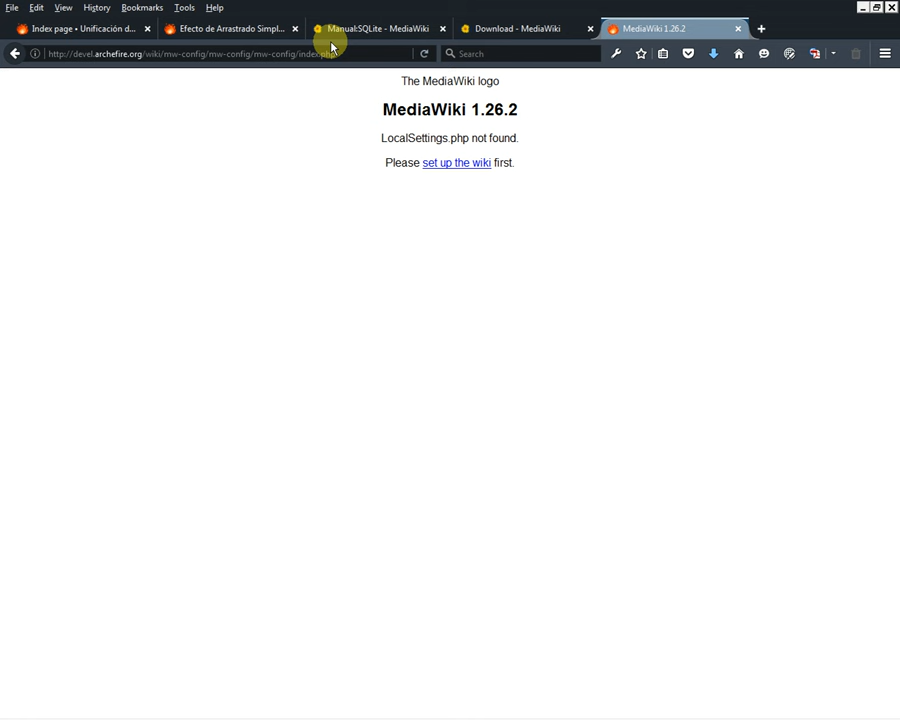 File Edit View History Bookmarks Tools Help
Index page • Unificación d... Efecto de Arrastrado Simpl... Manual:SQLite - MediaWiki Download - MediaWiki MediaWiki 1.26.2
http://devel.archefire.org/wiki/mw-config/mw-config/mw-config/index.php Search
The MediaWiki logo
MediaWiki 1.26.2
LocalSettings.php not found.
Please set up the wiki first.